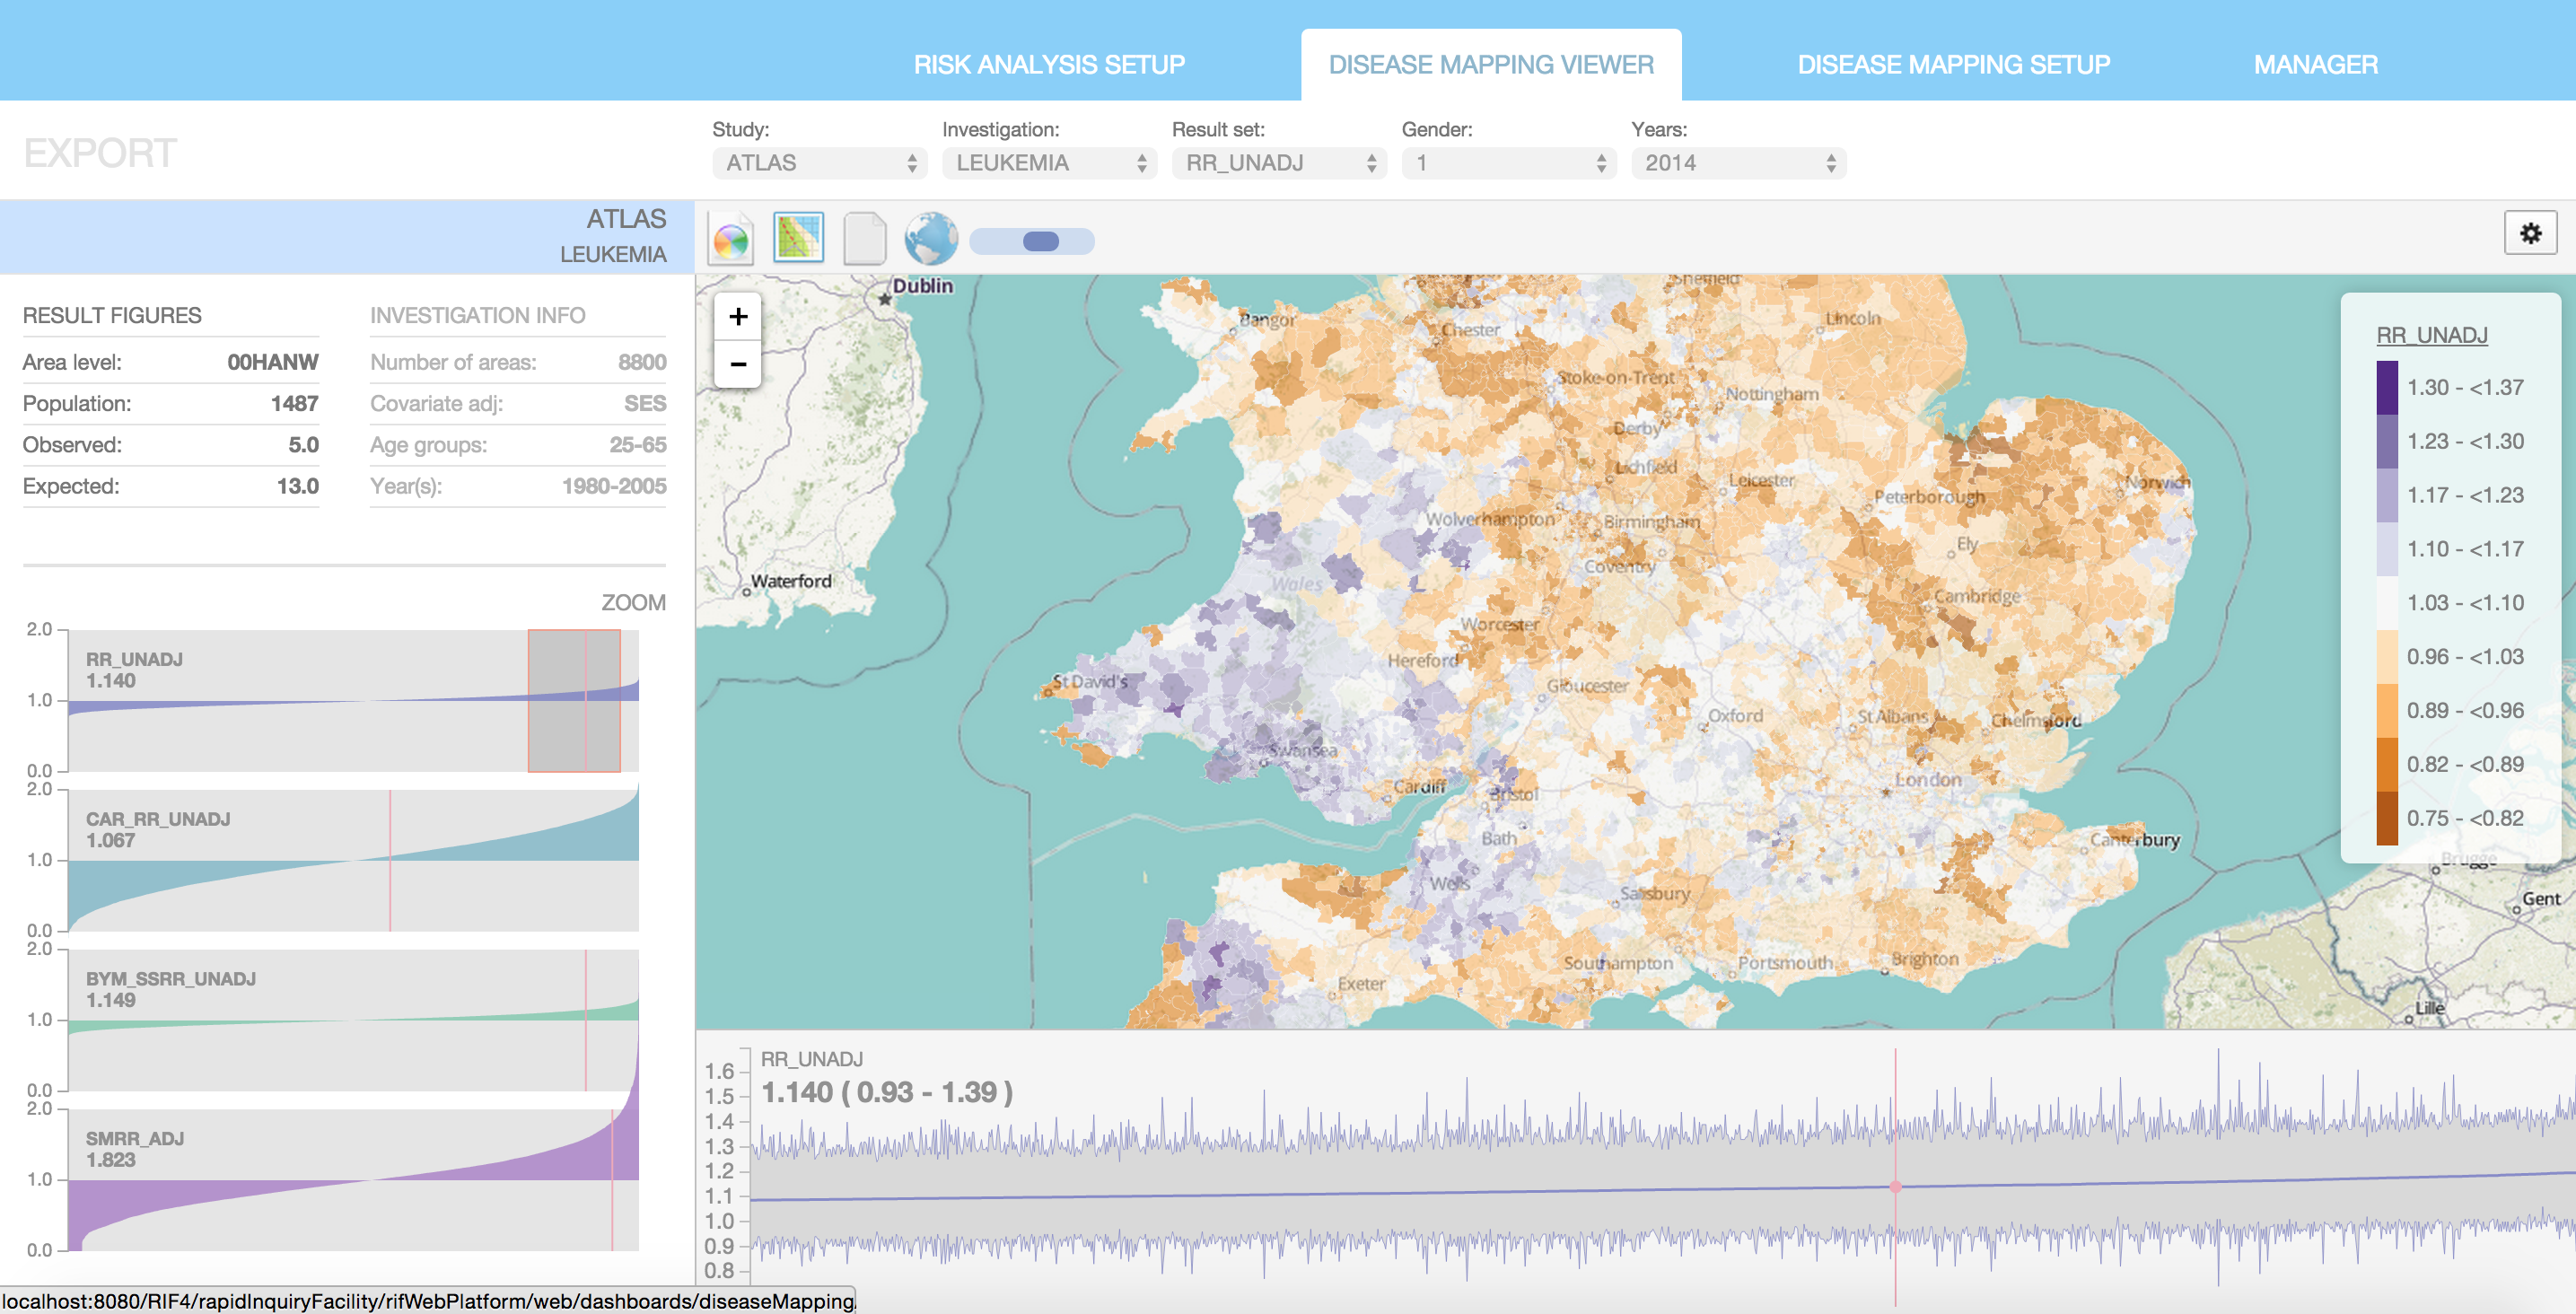 RISK ANALYSIS SETUP
DISEASE MAPPING VIEWER
DISEASE MAPPING SETUP
MANAGER
EXPORT
Study:
Investigation:
Result set:
Gender:
Years:
ATLAS
LEUKEMIA
RR_UNADJ
1
2014
ATLAS
LEUKEMIA
RESULT FIGURES
Area level: 00HANW
Population: 1487
Observed: 5.0
Expected: 13.0
INVESTIGATION INFO
Number of areas: 8800
Covariate adj: SES
Age groups: 25-65
Year(s): 1980-2005
ZOOM
2.0
RR_UNADJ
1.140
1.0
0.0
2.0
CAR_RR_UNADJ
1.067
1.0
0.0
2.0
BYM_SSRR_UNADJ
1.149
1.0
0.0
2.0
SMRR_ADJ
1.823
1.0
0.0
+
−
Dublin
Sheffield
Bangor
Chester
Lincoln
Stoke-on-Trent
Nottingham
Derby
Lichfield
Leicester
Norwich
Peterborough
Wolverhampton
Birmingham
Ely
Coventry
Waterford
Wales
Cambridge
Worcester
Hereford
St David's
Gloucester
Oxford
St Albans
Chelmsford
Swansea
London
Cardiff
Bristol
Bath
Canterbury
Wells
Salisbury
Southampton
Portsmouth
Brighton
Exeter
Brugge
Gent
Lille
RR_UNADJ
1.30 - <1.37
1.23 - <1.30
1.17 - <1.23
1.10 - <1.17
1.03 - <1.10
0.96 - <1.03
0.89 - <0.96
0.82 - <0.89
0.75 - <0.82
RR_UNADJ
1.140 ( 0.93 - 1.39 )
1.6
1.5
1.4
1.3
1.2
1.1
1.0
0.9
0.8
localhost:8080/RIF4/rapidInquiryFacility/rifWebPlatform/web/dashboards/diseaseMapping